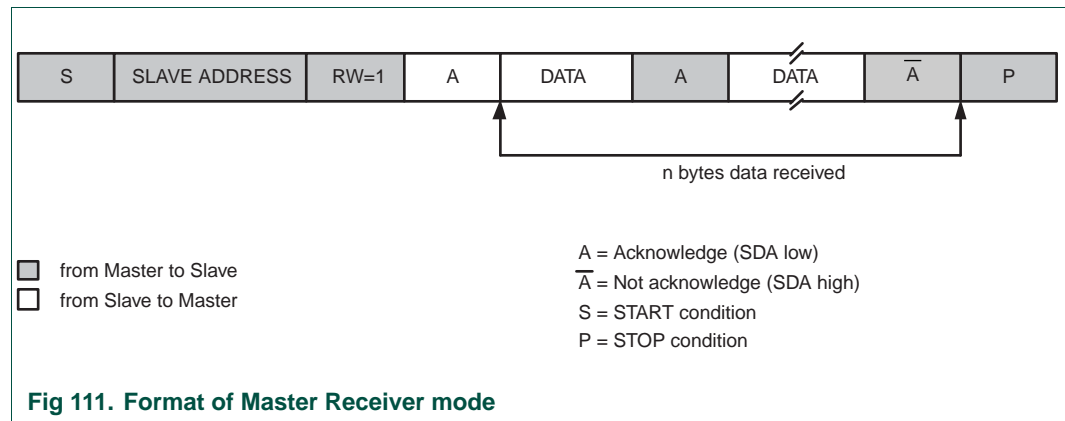 S SLAVE ADDRESS RW=1 A DATA A DATA A̅ P
n bytes data received
from Master to Slave
from Slave to Master
A = Acknowledge (SDA low)
A̅ = Not acknowledge (SDA high)
S = START condition
P = STOP condition
Fig 111. Format of Master Receiver mode